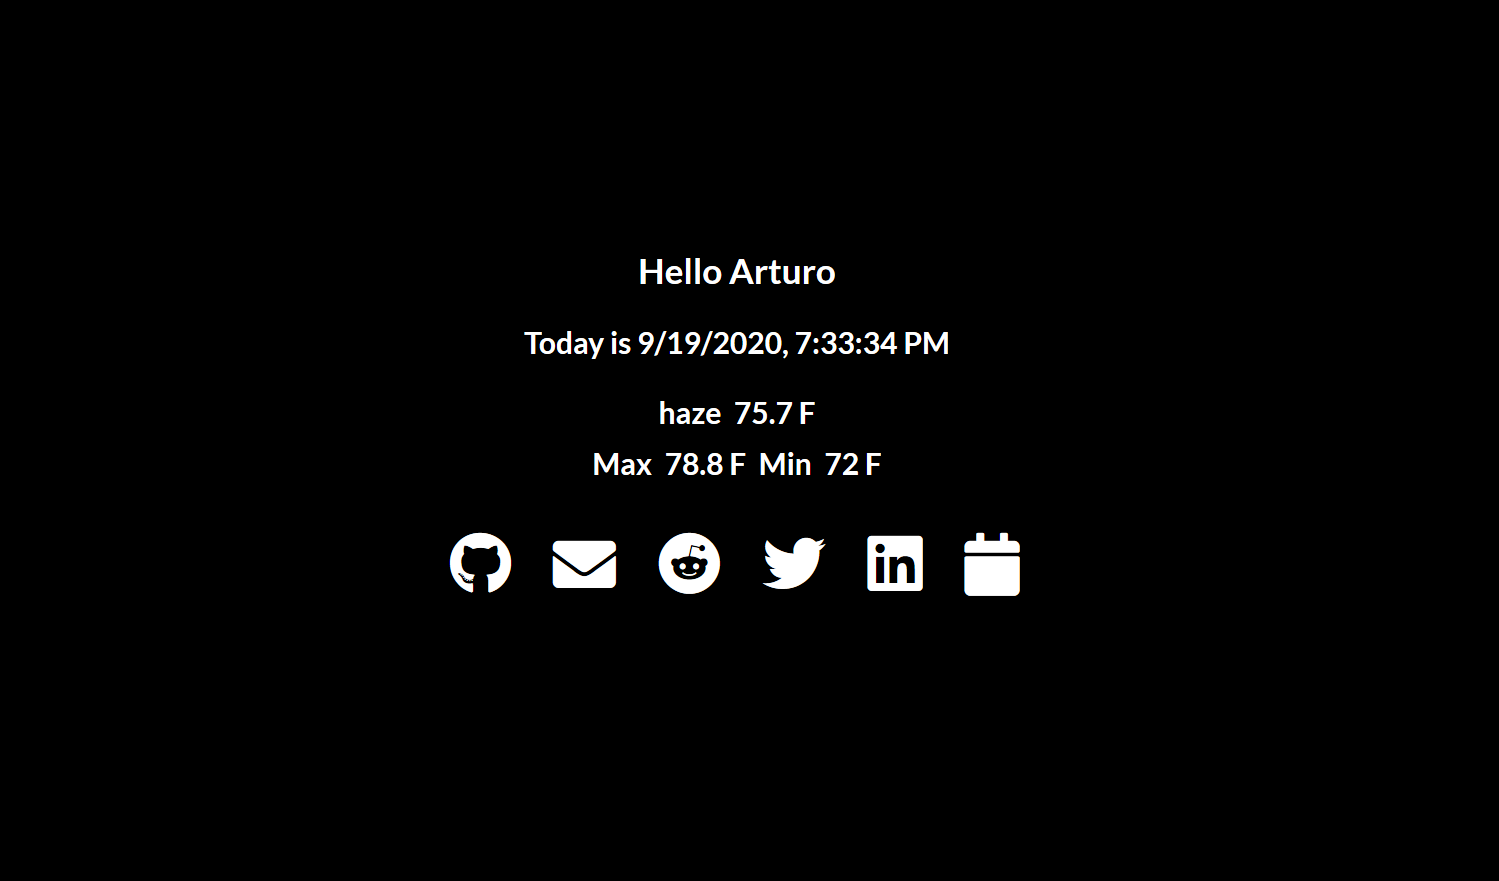 Hello Arturo
Today is 9/19/2020, 7:33:34 PM
haze 75.7 F
Max 78.8 F Min 72 F
in